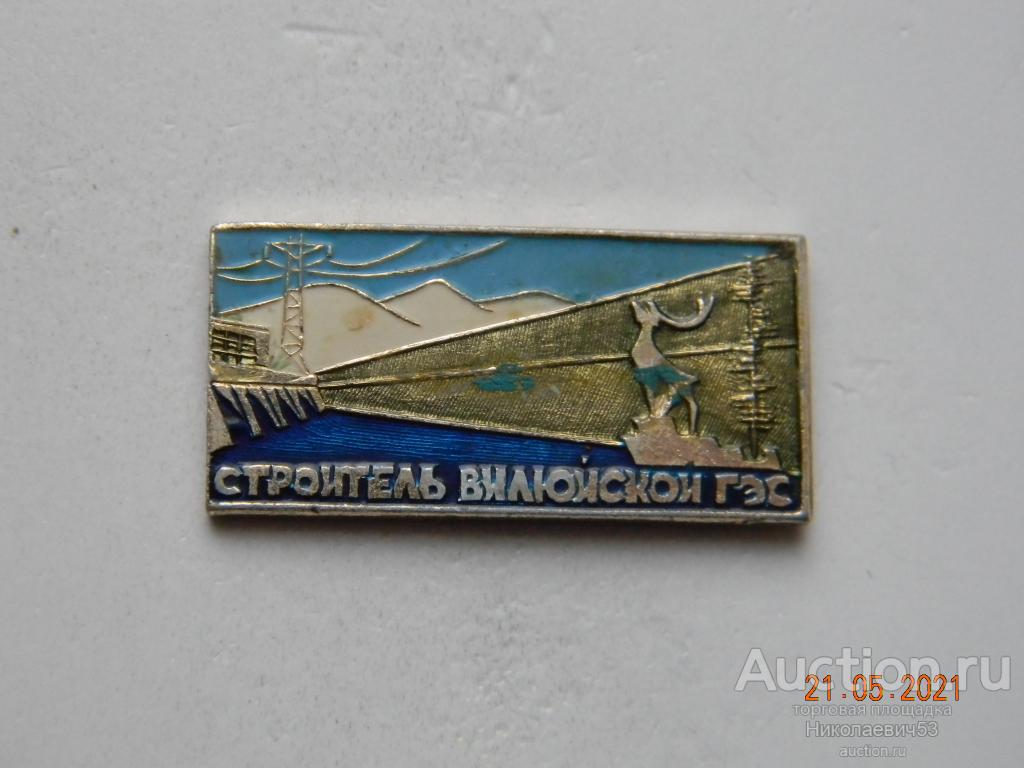 СТРОИТЕЛЬ ВИЛЮЙСКОЙ ГЭС
Auction.ru
21.05.2021
торговая площадка
Николаевич53
auction.ru